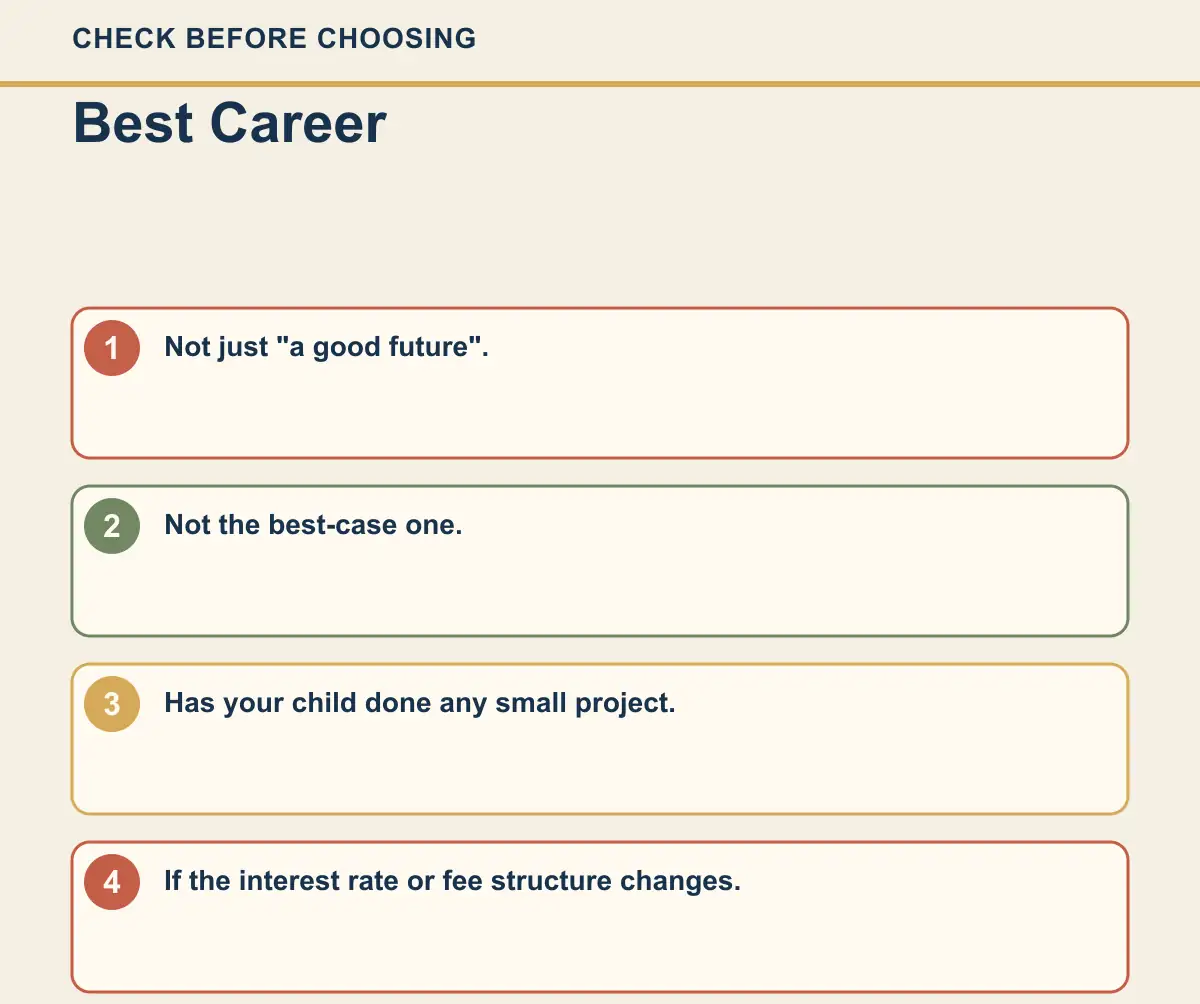 CHECK BEFORE CHOOSING
Best Career
1
Not just "a good future".
2
Not the best-case one.
3
Has your child done any small project.
4
If the interest rate or fee structure changes.